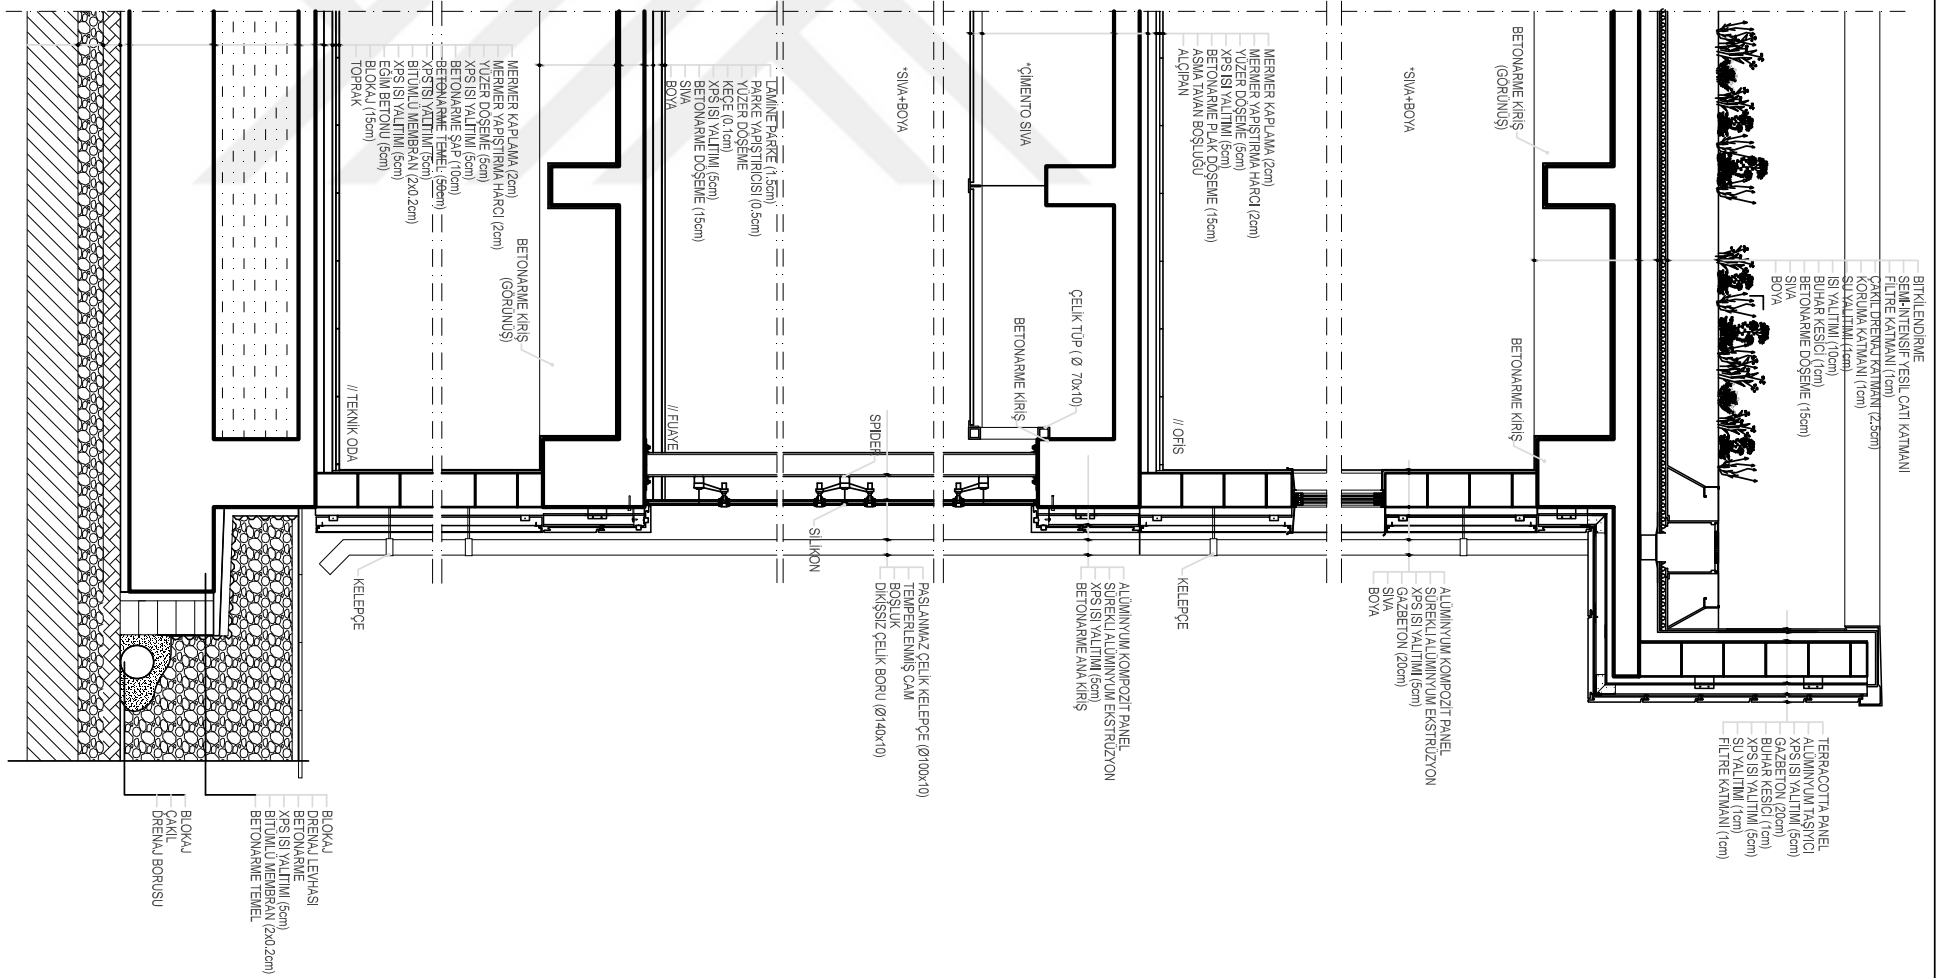 BİTKİLENDİRME
SEMI-INTENSIF YESIL CATI KATMANI
FİLTRE KATMANI (1cm)
ÇAKIL DRENAJ KATMANI (2.5cm)
KORUMA KATMANI (1cm)
SU YALITIMI (1cm)
ISI YALITIMI (10cm)
BUHAR KESİCİ (1cm)
BETONARME DÖŞEME (15cm)
SIVA
BOYA
TERRACOTTA PANEL
ALÜMİNYUM TAŞIYICI
XPS ISI YALITIMI (5cm)
GAZBETON (20cm)
BUHAR KESİCİ (1cm)
XPS ISI YALITIMI (5cm)
SU YALITIMI (1cm)
FILTRE KATMANI (1cm)
BETONARME KİRİŞ
(GÖRÜNÜŞ)
BETONARME KİRİŞ
*SIVA+BOYA
ALÜMİNYUM KOMPOZİT PANEL
SÜREKLİ ALÜMİNYUM EKSTRÜZYON
XPS ISI YALITIMI (5cm)
GAZBETON (20cm)
SIVA
BOYA
MERMER KAPLAMA (2cm)
MERMER YAPIŞTIRMA HARCI (2cm)
YÜZER DÖŞEME (5cm)
XPS ISI YALITIMI (5cm)
BETONARME PLAK DÖŞEME (15cm)
ASMA TAVAN BOŞLUĞU
ALÇIPAN
// OFİS
KELEPÇE
ÇELİK TÜP ( Ø 70x10)
BETONARME KİRİŞ
*ÇİMENTO SIVA
ALÜMİNYUM KOMPOZİT PANEL
SÜREKLİ ALÜMİNYUM EKSTRÜZYON
XPS ISI YALITIMI (5cm)
BETONARME ANA KİRİŞ
*SIVA+BOYA
SPIDER
SİLİKON
PASLANMAZ ÇELİK KELEPÇE (Ø100x10)
TEMPERLENMİŞ CAM
BOŞLUK
DİKİŞSİZ ÇELİK BORU (Ø140x10)
LAMİNE PARKE (1.5cm)
PARKE YAPIŞTIRICISI (0.5cm)
YÜZER DÖŞEME
KEÇE (0.1cm)
XPS ISI YALITIMI (5cm)
BETONARME DÖŞEME (15cm)
SIVA
BOYA
// FUAYE
BETONARME KİRİŞ
(GÖRÜNÜŞ)
MERMER KAPLAMA (2cm)
MERMER YAPIŞTIRMA HARCI (2cm)
YÜZER DÖŞEME (5cm)
XPS ISI YALITIMI (5cm)
BETONARME ŞAP (10cm)
BETONARME TEMEL (50cm)
XPS ISI YALITIMI (5cm)
BİTÜMLÜ MEMBRAN (2x0.2cm)
XPS ISI YALITIMI (5cm)
EĞİM BETONU (5cm)
BLOKAJ (15cm)
TOPRAK
// TEKNİK ODA
KELEPÇE
BLOKAJ
DRENAJ LEVHASI
BETONARME
XPS ISI YALITIMI (5cm)
BİTÜMLÜ MEMBRAN (2x0.2cm)
BETONARME TEMEL
BLOKAJ
ÇAKIL
DRENAJ BORUSU